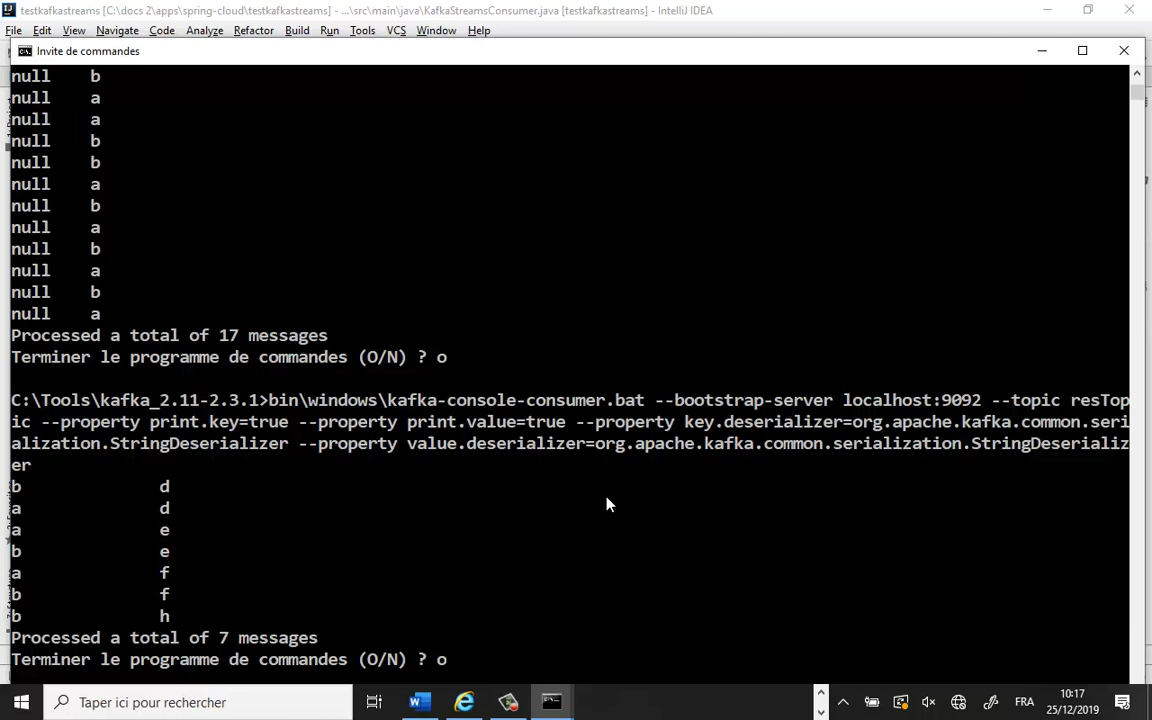 testkafkastreams [C:\docs 2\apps\spring-cloud\testkafkastreams] - ...\src\main\java\KafkaStreamsConsumer.java [testkafkastreams] - IntelliJ IDEA
File Edit View Navigate Code Analyze Refactor Build Run Tools VCS Window Help
Invite de commandes
null b
null a
null a
null b
null b
null a
null b
null a
null b
null a
null b
null a
Processed a total of 17 messages
Terminer le programme de commandes (O/N) ? o
C:\Tools\kafka_2.11-2.3.1>bin\windows\kafka-console-consumer.bat --bootstrap-server localhost:9092 --topic resTop
ic --property print.key=true --property print.value=true --property key.deserializer=org.apache.kafka.common.seri
alization.StringDeserializer --property value.deserializer=org.apache.kafka.common.serialization.StringDeserializ
er
b d
a d
a e
b e
a f
b f
b h
Processed a total of 7 messages
Terminer le programme de commandes (O/N) ? o
Taper ici pour rechercher
FRA
10:17
25/12/2019